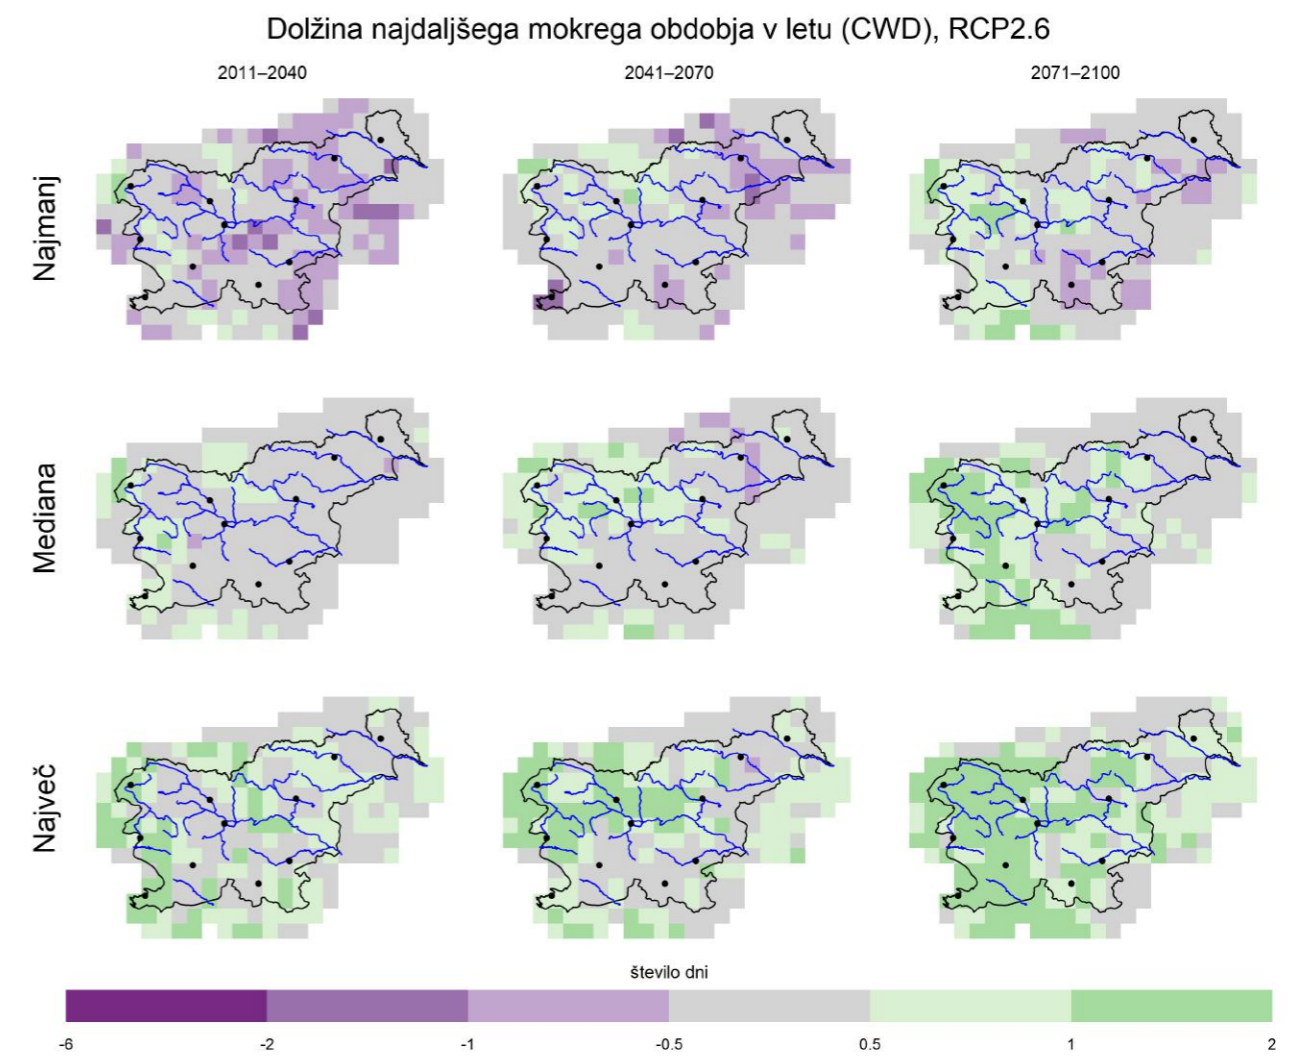 Dolžina najdaljšega mokrega obdobja v letu (CWD), RCP2.6
2011–2040 2041–2070 2071–2100
Najmanj
Mediana
Največ
število dni
-6 -2 -1 -0.5 0.5 1 2